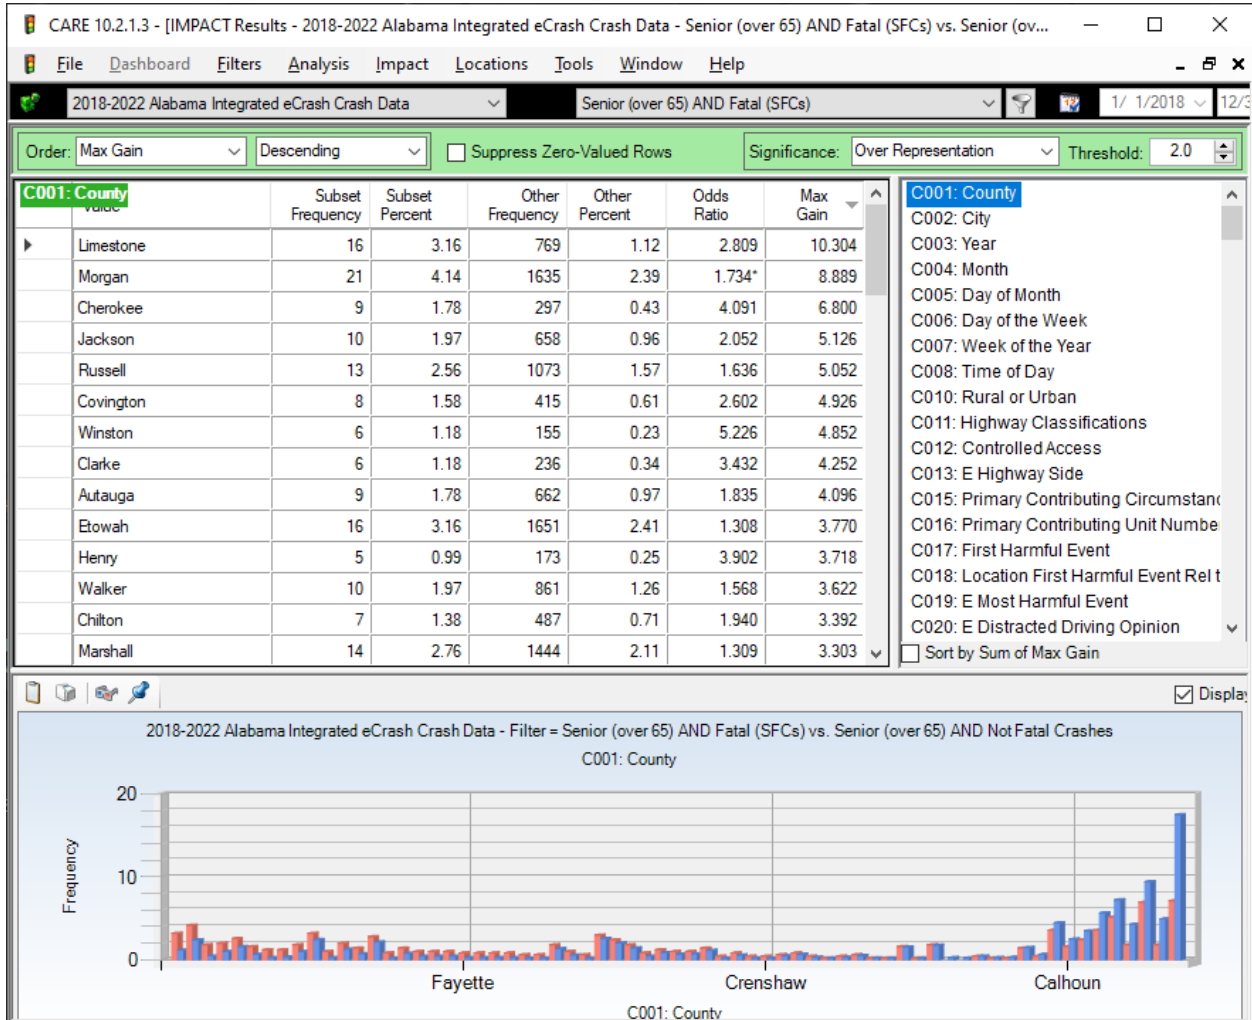 CARE 10.2.1.3 - [IMPACT Results - 2018-2022 Alabama Integrated eCrash Crash Data - Senior (over 65) AND Fatal (SFCs) vs. Senior (ov...
File Dashboard Filters Analysis Impact Locations Tools Window Help
2018-2022 Alabama Integrated eCrash Crash Data Senior (over 65) AND Fatal (SFCs) 12 1/ 1/2018 12/3
Order: Max Gain Descending Suppress Zero-Valued Rows Significance: Over Representation Threshold: 2.0
C001: County Subset Frequency Subset Percent Other Frequency Other Percent Odds Ratio Max Gain
Limestone 16 3.16 769 1.12 2.809 10.304
Morgan 21 4.14 1635 2.39 1.734* 8.889
Cherokee 9 1.78 297 0.43 4.091 6.800
Jackson 10 1.97 658 0.96 2.052 5.126
Russell 13 2.56 1073 1.57 1.636 5.052
Covington 8 1.58 415 0.61 2.602 4.926
Winston 6 1.18 155 0.23 5.226 4.852
Clarke 6 1.18 236 0.34 3.432 4.252
Autauga 9 1.78 662 0.97 1.835 4.096
Etowah 16 3.16 1651 2.41 1.308 3.770
Henry 5 0.99 173 0.25 3.902 3.718
Walker 10 1.97 861 1.26 1.568 3.622
Chilton 7 1.38 487 0.71 1.940 3.392
Marshall 14 2.76 1444 2.11 1.309 3.303
C001: County
C002: City
C003: Year
C004: Month
C005: Day of Month
C006: Day of the Week
C007: Week of the Year
C008: Time of Day
C010: Rural or Urban
C011: Highway Classifications
C012: Controlled Access
C013: E Highway Side
C015: Primary Contributing Circumstanc
C016: Primary Contributing Unit Numbe
C017: First Harmful Event
C018: Location First Harmful Event Rel t
C019: E Most Harmful Event
C020: E Distracted Driving Opinion
Sort by Sum of Max Gain
Display
2018-2022 Alabama Integrated eCrash Crash Data - Filter = Senior (over 65) AND Fatal (SFCs) vs. Senior (over 65) AND Not Fatal Crashes
C001: County
Frequency
20
10
0
Fayette Crenshaw Calhoun
C001: County